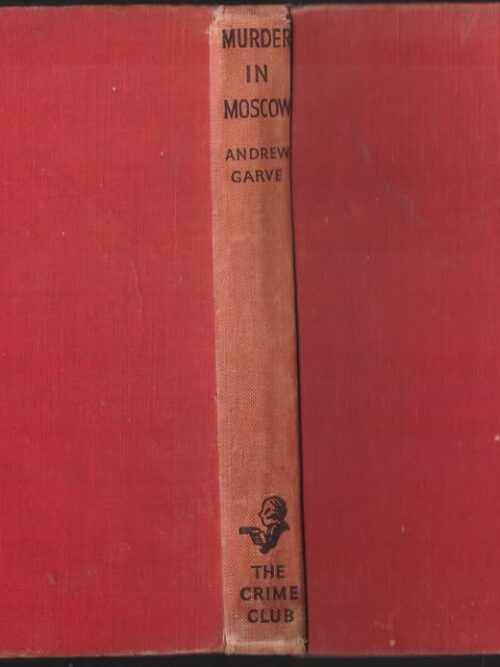 MURDER
IN
MOSCOW
ANDREW
GARVE
THE
CRIME
CLUB